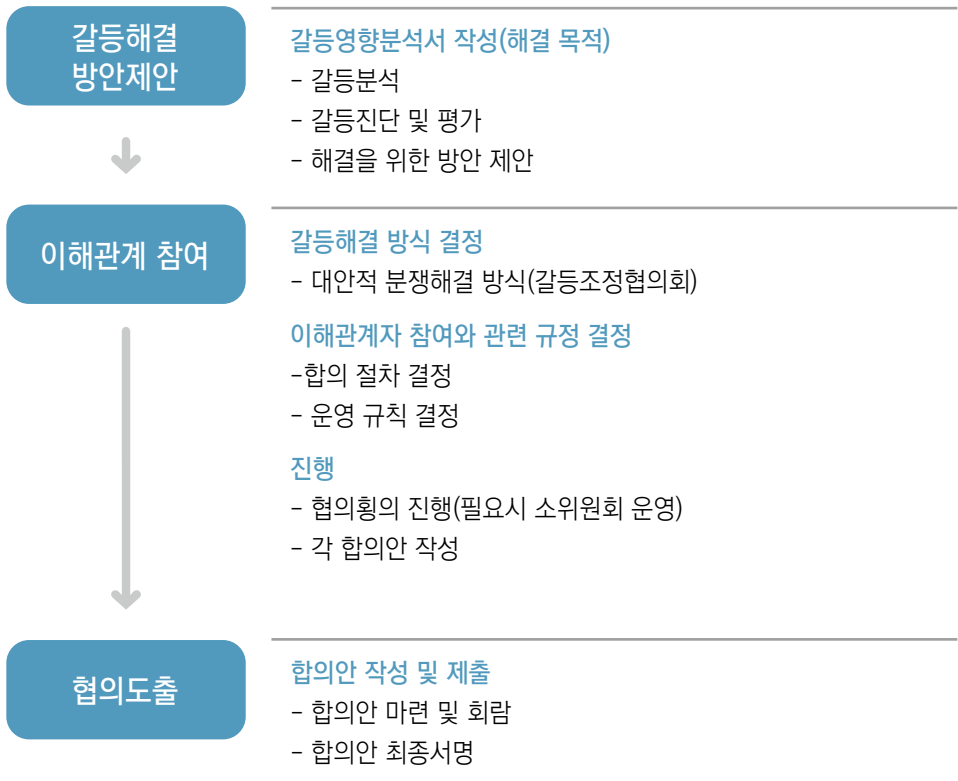 갈등해결
방안제안
갈등영향분석서 작성(해결 목적)
- 갈등분석
- 갈등진단 및 평가
- 해결을 위한 방안 제안
이해관계 참여
갈등해결 방식 결정
- 대안적 분쟁해결 방식(갈등조정협의회)
이해관계자 참여와 관련 규정 결정
-합의 절차 결정
- 운영 규칙 결정
진행
- 협의횡의 진행(필요시 소위원회 운영)
- 각 합의안 작성
협의도출
합의안 작성 및 제출
- 합의안 마련 및 회람
- 합의안 최종서명